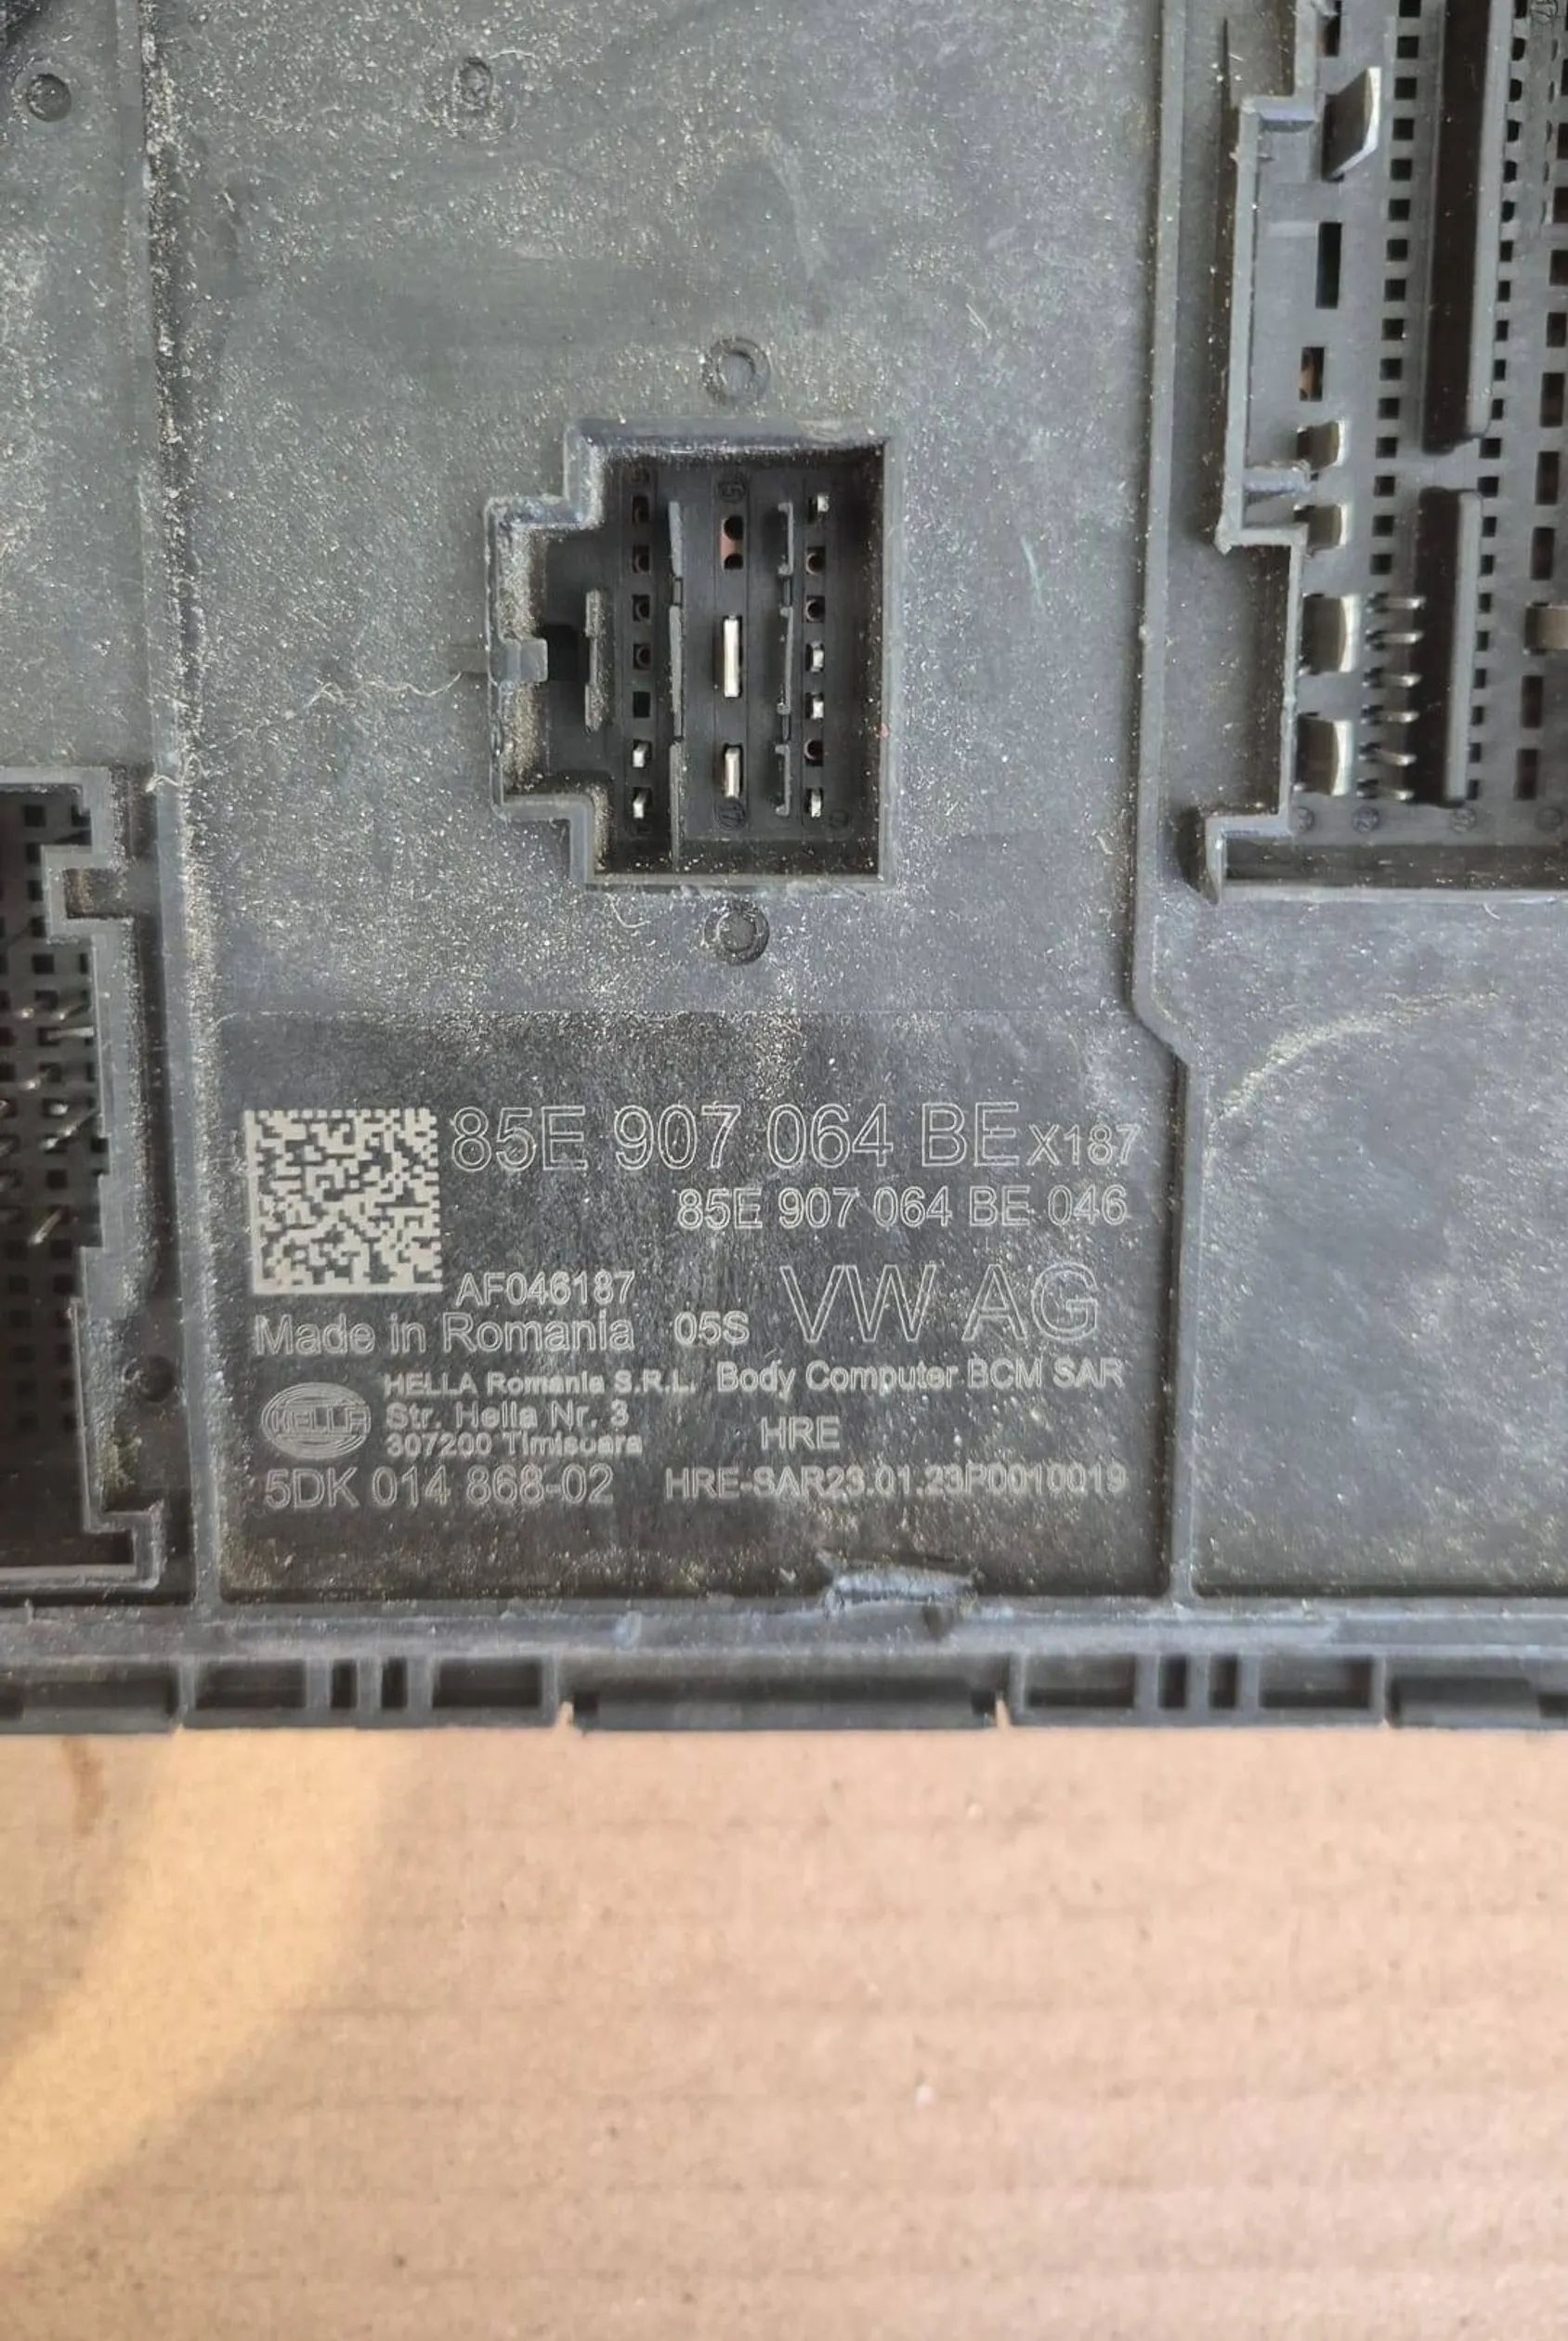 85E 907 064 BE X187
85E 907 064 BE 046
AF046187
Made in Romania 05S VW AG
HELLA Romania S.R.L. Body Computer BCM SAR
HELLA Str. Hella Nr. 3 HRE
307200 Timisoara
5DK 014 868-02 HRE-SAR23.01.23P0010019